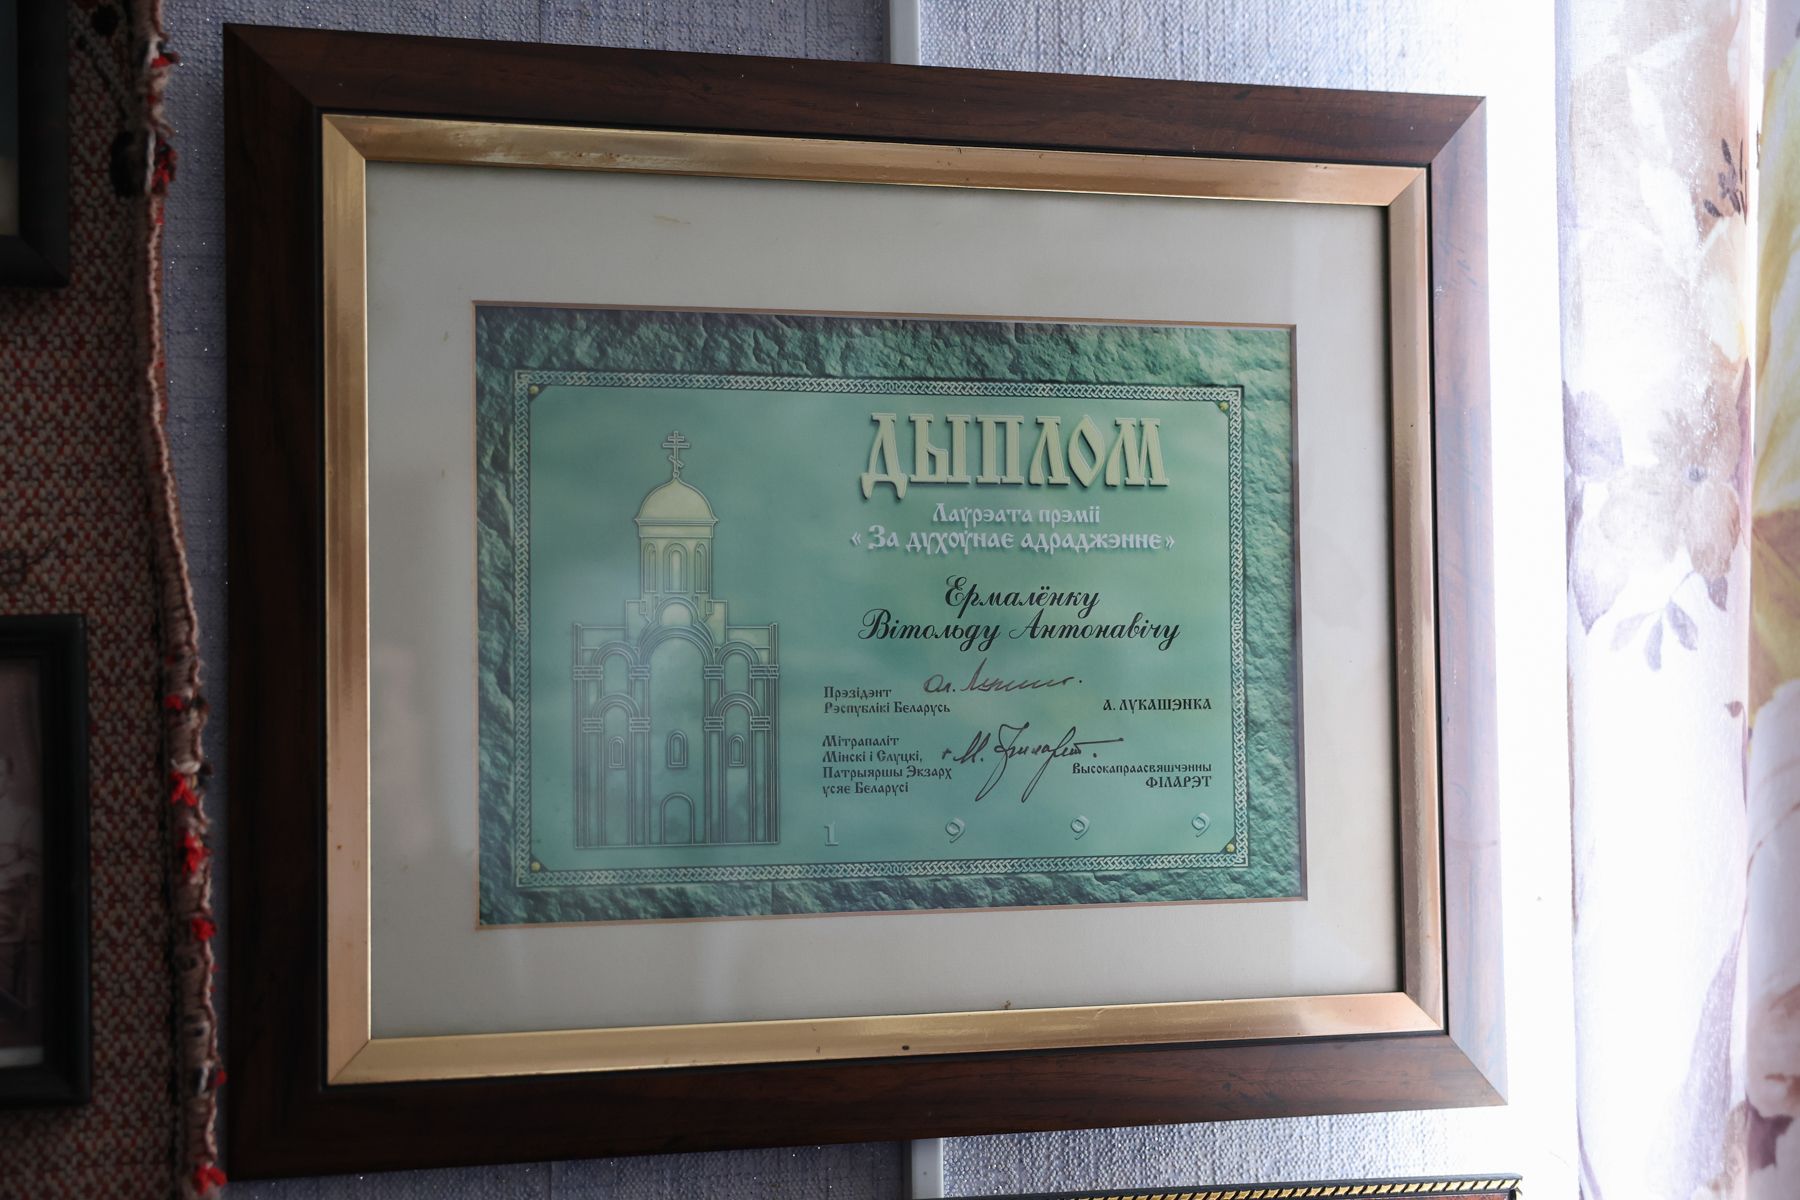 ДЫПЛОМ
Лаўрэата прэміі
« За духоўнае адраджэнне»
Ермалёнку
Вітольду Антонавічу
Прэзідэнт
Рэспублікі Беларусь
А. ЛУКАШЭНКА
Мітрапаліт
Мінскі і Слуцкі,
Патрыяршы Экзарх
ўсяе Беларусі
Высокапраасвяшчэнны
ФІЛАРЭТ
1 9 9 9